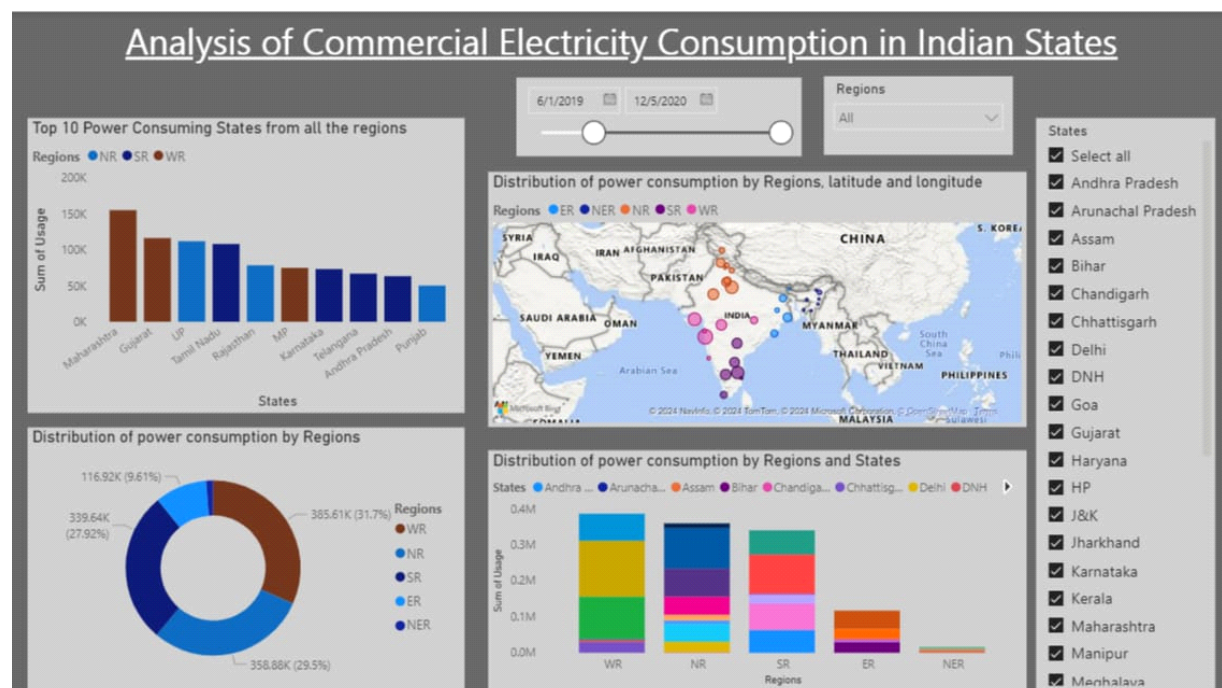 Analysis of Commercial Electricity Consumption in Indian States
6/1/2019 12/5/2020
Regions
All
Top 10 Power Consuming States from all the regions
Regions NR SR WR
200K
150K
100K
50K
0K
Sum of Usage
Maharashtra
Gujarat
UP
Tamil Nadu
Rajasthan
MP
Karnataka
Telangana
Andhra Pradesh
Punjab
States
Distribution of power consumption by Regions, latitude and longitude
Regions ER NER NR SR WR
SYRIA
IRAQ
IRAN
AFGHANISTAN
CHINA
S. KORE
PAKISTAN
SAUDI ARABIA
OMAN
INDIA
MYANMAR
YEMEN
Arabian Sea
THAILAND
VIETNAM
South
China
Sea
Phili
PHILIPPINES
Microsoft Bing
© 2024 NavInfo, © 2024 TomTom, © 2024 Microsoft Corporation, © OpenStreetMap Terms
MALAYSIA
Sulawesi
Distribution of power consumption by Regions
116.92K (9.61%)
339.64K
(27.92%)
385.61K (31.7%)
358.88K (29.5%)
Regions
WR
NR
SR
ER
NER
Distribution of power consumption by Regions and States
States Andhra ... Arunacha... Assam Bihar Chandiga... Chhattisg... Delhi DNH
0.4M
0.3M
0.2M
0.1M
0.0M
Sum of Usage
WR NR SR ER NER
Regions
States
Select all
Andhra Pradesh
Arunachal Pradesh
Assam
Bihar
Chandigarh
Chhattisgarh
Delhi
DNH
Goa
Gujarat
Haryana
HP
J&K
Jharkhand
Karnataka
Kerala
Maharashtra
Manipur
Meghalaya